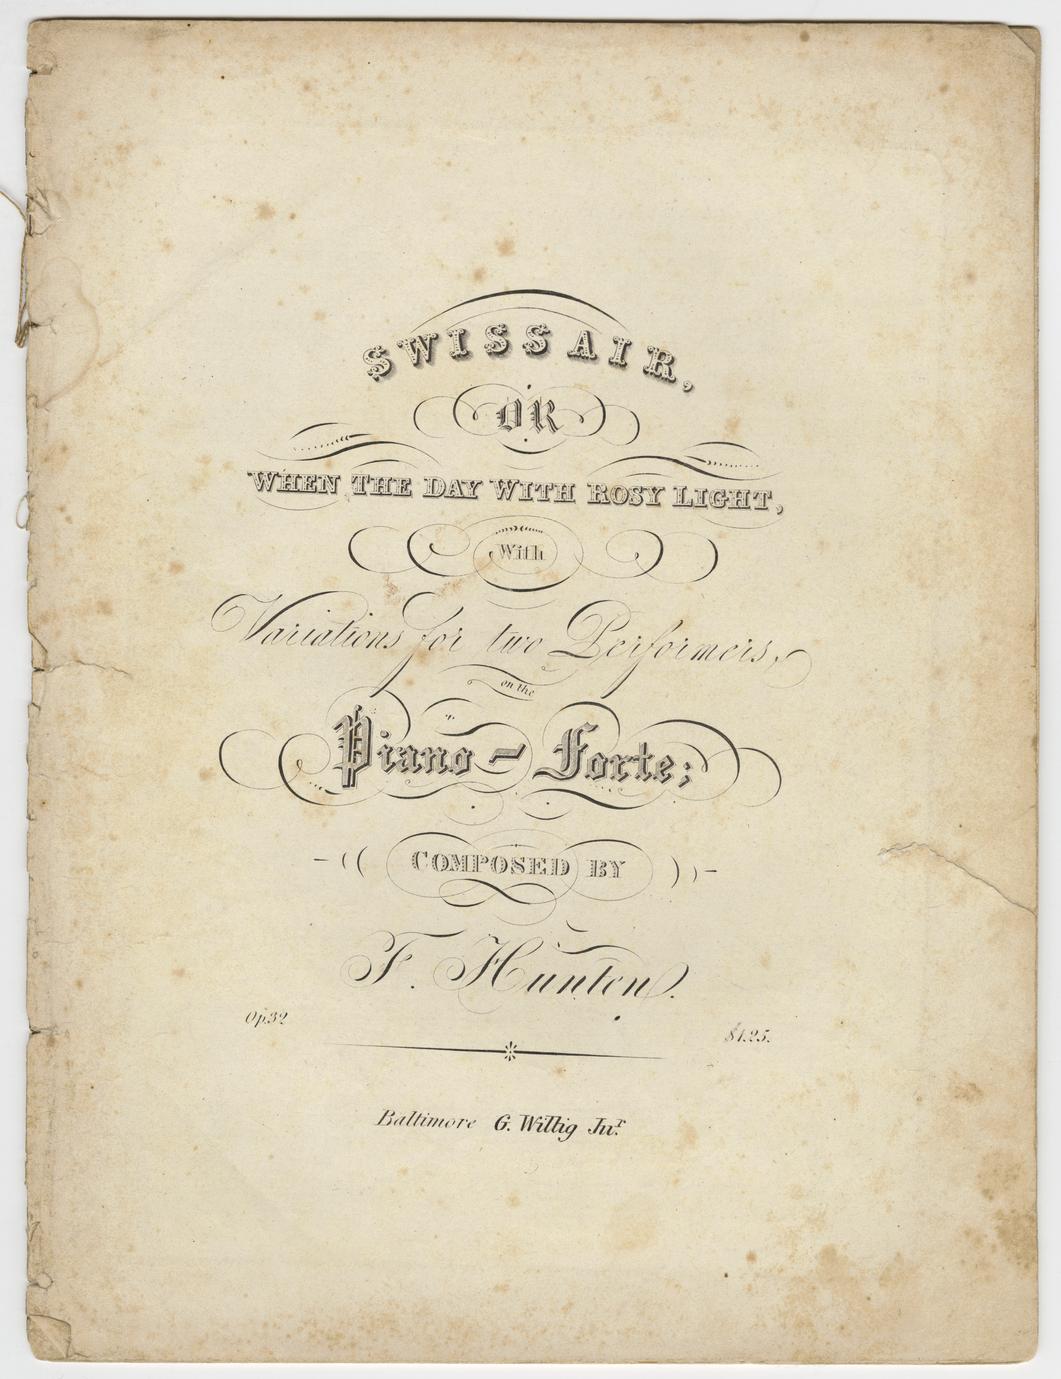 SWISS AIR,
OR
WHEN THE DAY WITH ROSY LIGHT,
With
Variations for two Performers,
on the
Piano-Forte;
COMPOSED BY
F. Hunten.
Op.32
$1.25.
Baltimore G. Willig Junr.